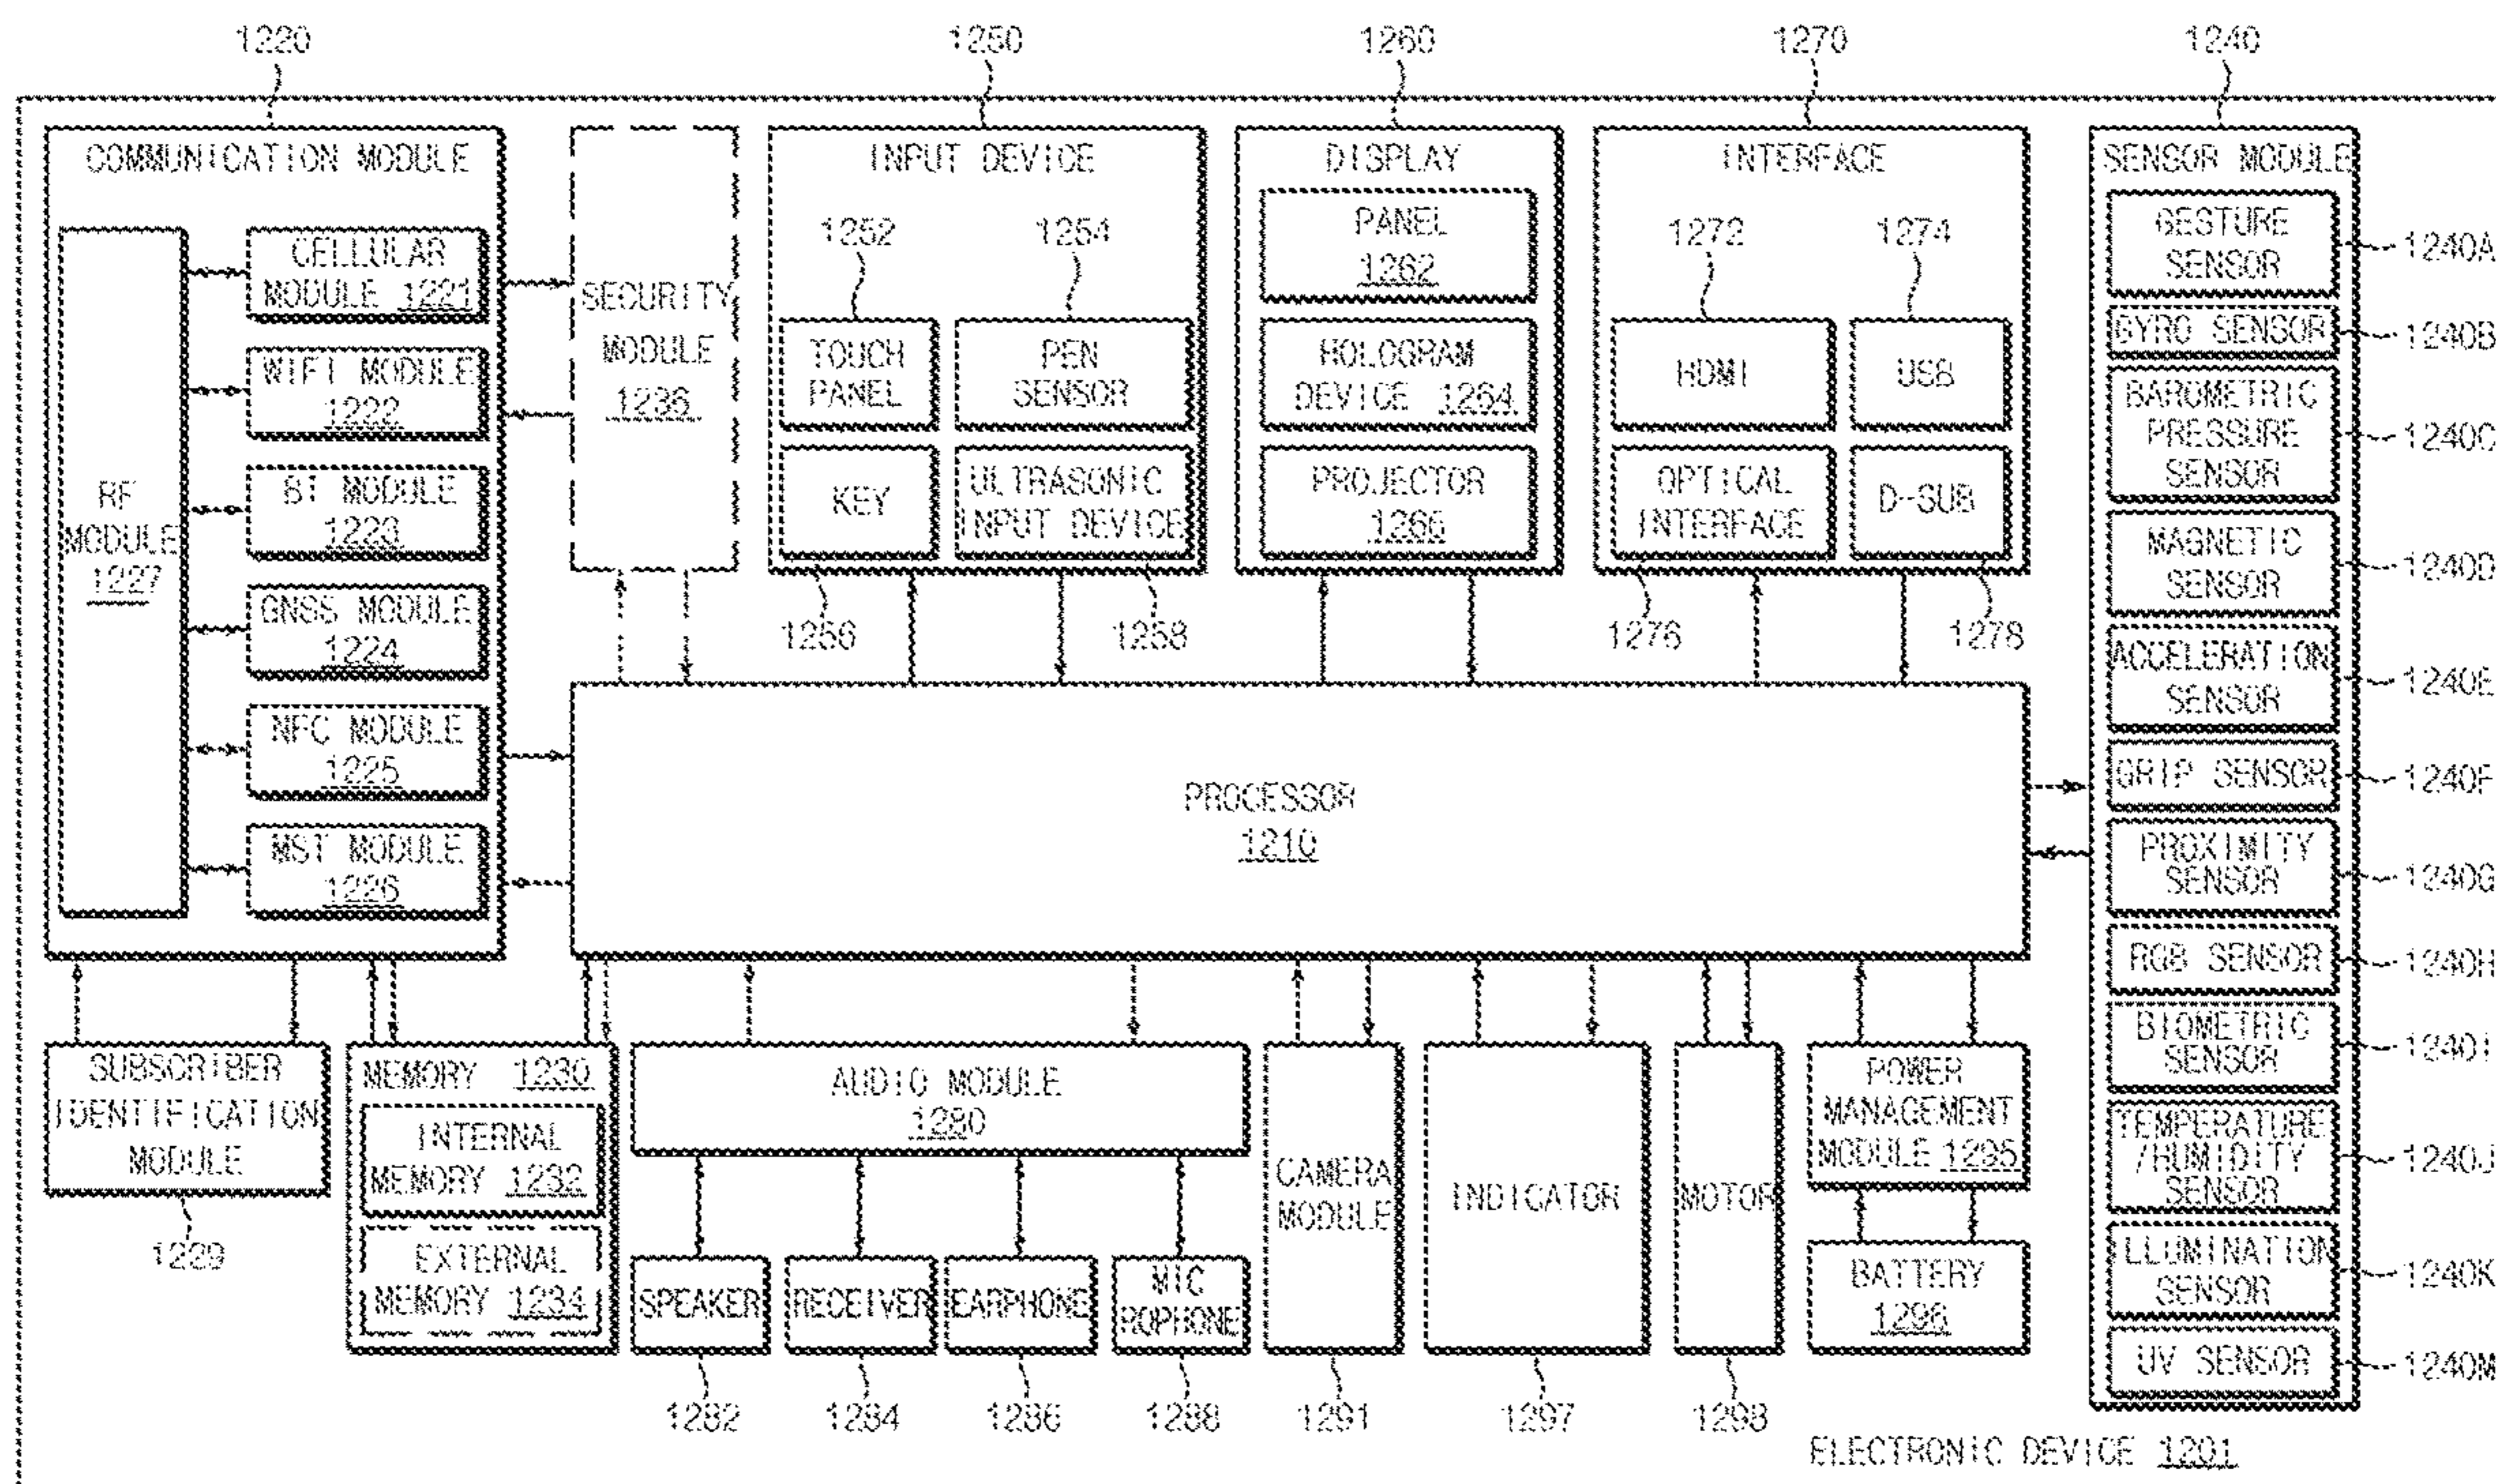 1220
1250
1260
1270
1240
COMMUNICATION MODULE
RF
MODULE
1227
CELLULAR
MODULE 1221
WIFI MODULE
1222
BT MODULE
1223
GNSS MODULE
1224
NFC MODULE
1225
MST MODULE
1226
SECURITY
MODULE
1236
INPUT DEVICE
1252
1254
TOUCH
PANEL
PEN
SENSOR
KEY
ULTRASONIC
INPUT DEVICE
1256
1258
DISPLAY
PANEL
1262
HOLOGRAM
DEVICE 1264
PROJECTOR
1266
INTERFACE
1272
1274
HDMI
USB
OPTICAL
INTERFACE
D-SUB
1276
1278
SENSOR MODULE
GESTURE
SENSOR
1240A
GYRO SENSOR
1240B
BAROMETRIC
PRESSURE
SENSOR
1240C
MAGNETIC
SENSOR
1240D
ACCELERATION
SENSOR
1240E
GRIP SENSOR
1240F
PROXIMITY
SENSOR
1240G
RGB SENSOR
1240H
BIOMETRIC
SENSOR
1240I
TEMPERATURE
/HUMIDITY
SENSOR
1240J
ILLUMINATION
SENSOR
1240K
UV SENSOR
1240M
PROCESSOR
1210
SUBSCRIBER
IDENTIFICATION
MODULE
1229
MEMORY 1230
INTERNAL
MEMORY 1232
EXTERNAL
MEMORY 1234
AUDIO MODULE
1280
SPEAKER
RECEIVER
EARPHONE
MIC
ROPHONE
1282
1284
1286
1288
CAMERA
MODULE
1291
INDICATOR
1297
MOTOR
1298
POWER
MANAGEMENT
MODULE 1295
BATTERY
1296
ELECTRONIC DEVICE 1201